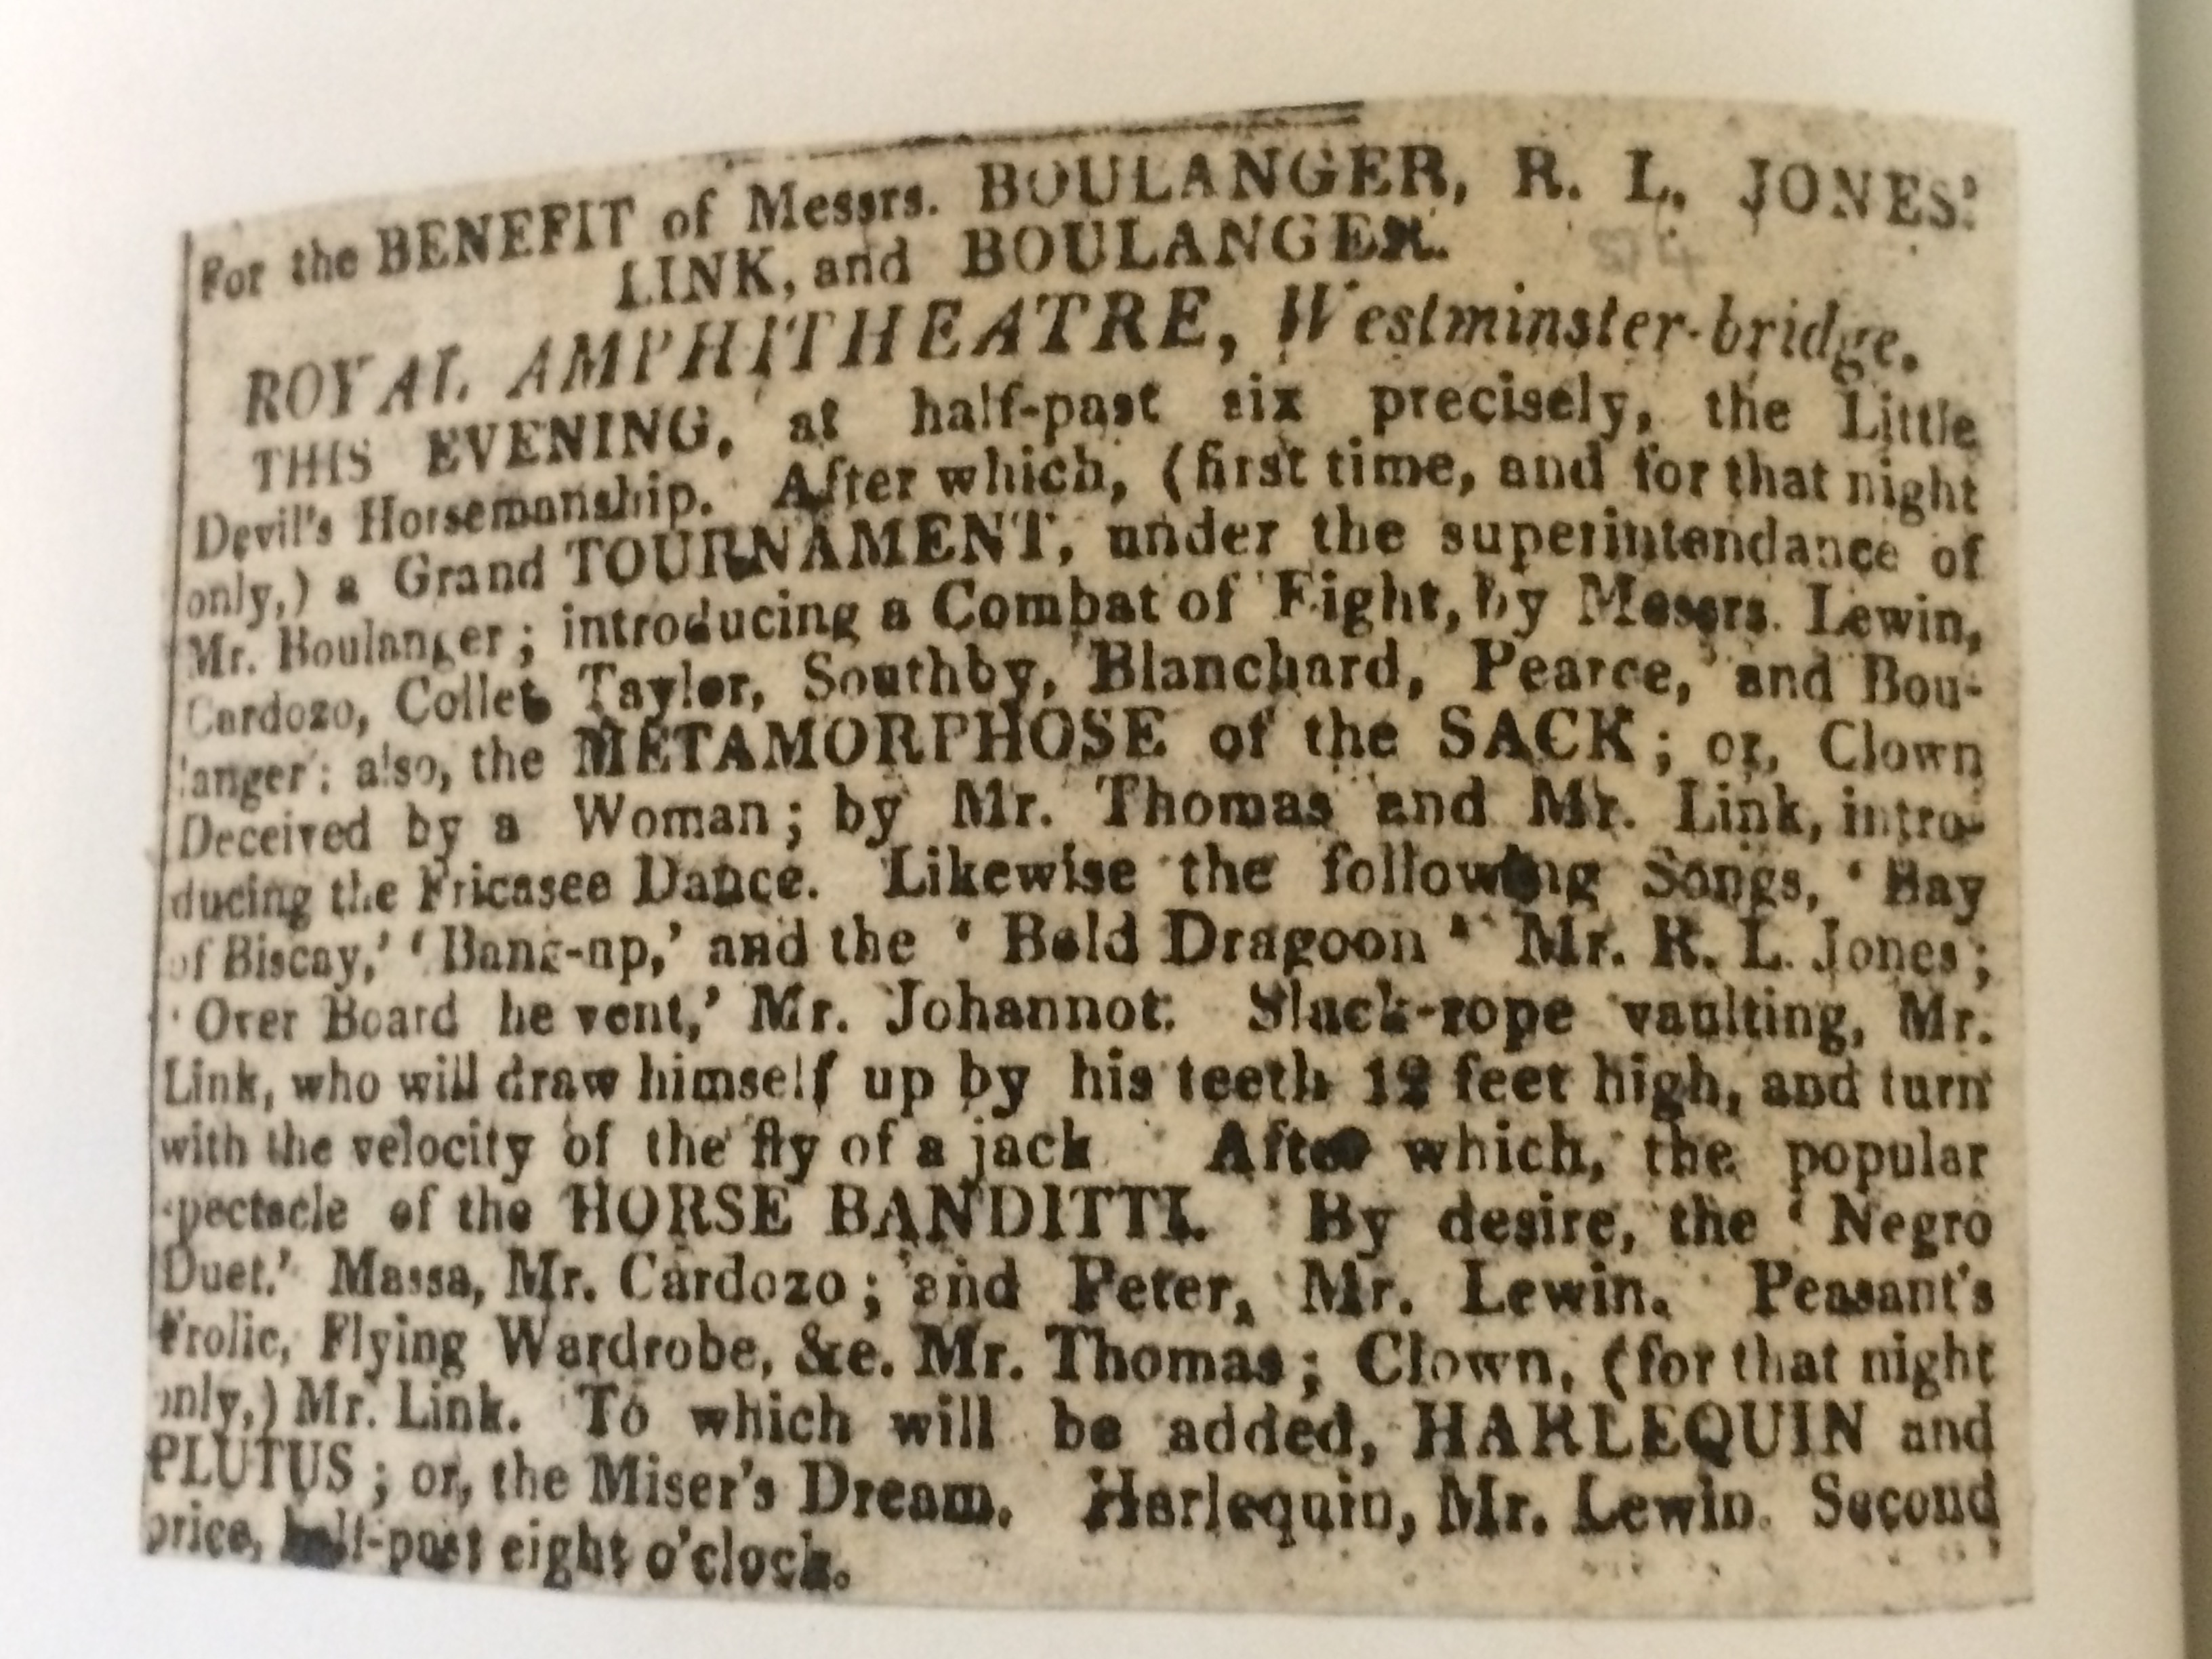 For the BENEFIT of Messrs. BOULANGER, R. L. JONES:
LINK, and BOULANGER.
ROYAL AMPHITHEATRE, Westminster-bridge.
THIS EVENING, at half-past six precisely, the Little
Devil's Horsemanship. After which, (first time, and for that night
only,) a Grand TOURNAMENT, under the superintendance of
Mr. Boulanger; introducing a Combat of Eight, by Messrs. Lewin,
Cardozo, Collet, Taylor, Southby, Blanchard, Pearce, and Bou-
langer; also, the METAMORPHOSE of the SACK; or, Clown
Deceived by a Woman; by Mr. Thomas and Mr. Link, intro-
ducing the Fricasee Dance. Likewise the following Songs, 'Bay
of Biscay,' 'Bang-up,' and the 'Bold Dragoon' Mr. R. L. Jones;
'Over Board he vent,' Mr. Johannot. Slack-rope vaulting, Mr.
Link, who will draw himself up by his teeth 12 feet high, and turn
with the velocity of the fly of a jack After which, the popular
spectacle of the HORSE BANDITTI. By desire, the 'Negro
Duet.' Massa, Mr. Cardozo; and Peter, Mr. Lewin. Peasant's
Frolic, Flying Wardrobe, &c. Mr. Thomas; Clown, (for that night
only,) Mr. Link. To which will be added, HARLEQUIN and
PLUTUS; or, the Miser's Dream. Harlequin, Mr. Lewin. Second
price, half-past eight o'clock.